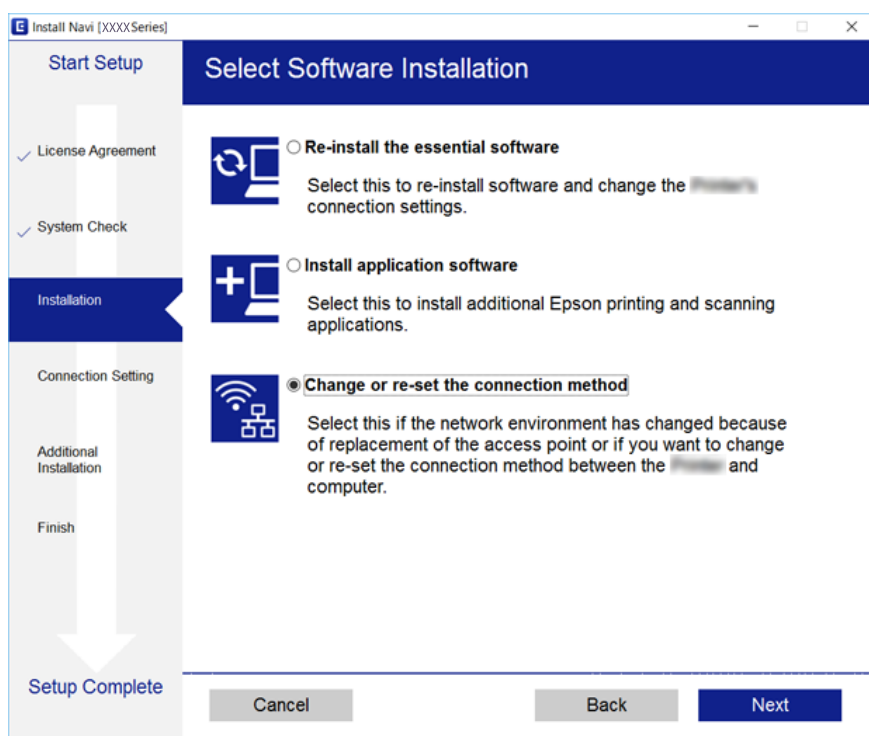 Install Navi [XXXX Series]
Start Setup
License Agreement
System Check
Installation
Connection Setting
Additional
Installation
Finish
Setup Complete
Select Software Installation
Re-install the essential software
Select this to re-install software and change the
connection settings.
Install application software
Select this to install additional Epson printing and scanning
applications.
Change or re-set the connection method
Select this if the network environment has changed because
of replacement of the access point or if you want to change
or re-set the connection method between the and
computer.
Cancel
Back
Next